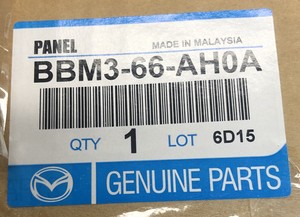 PANEL MADE IN MALAYSIA
BBM3-66-AH0A
QTY 1 LOT 6D15
GENUINE PARTS